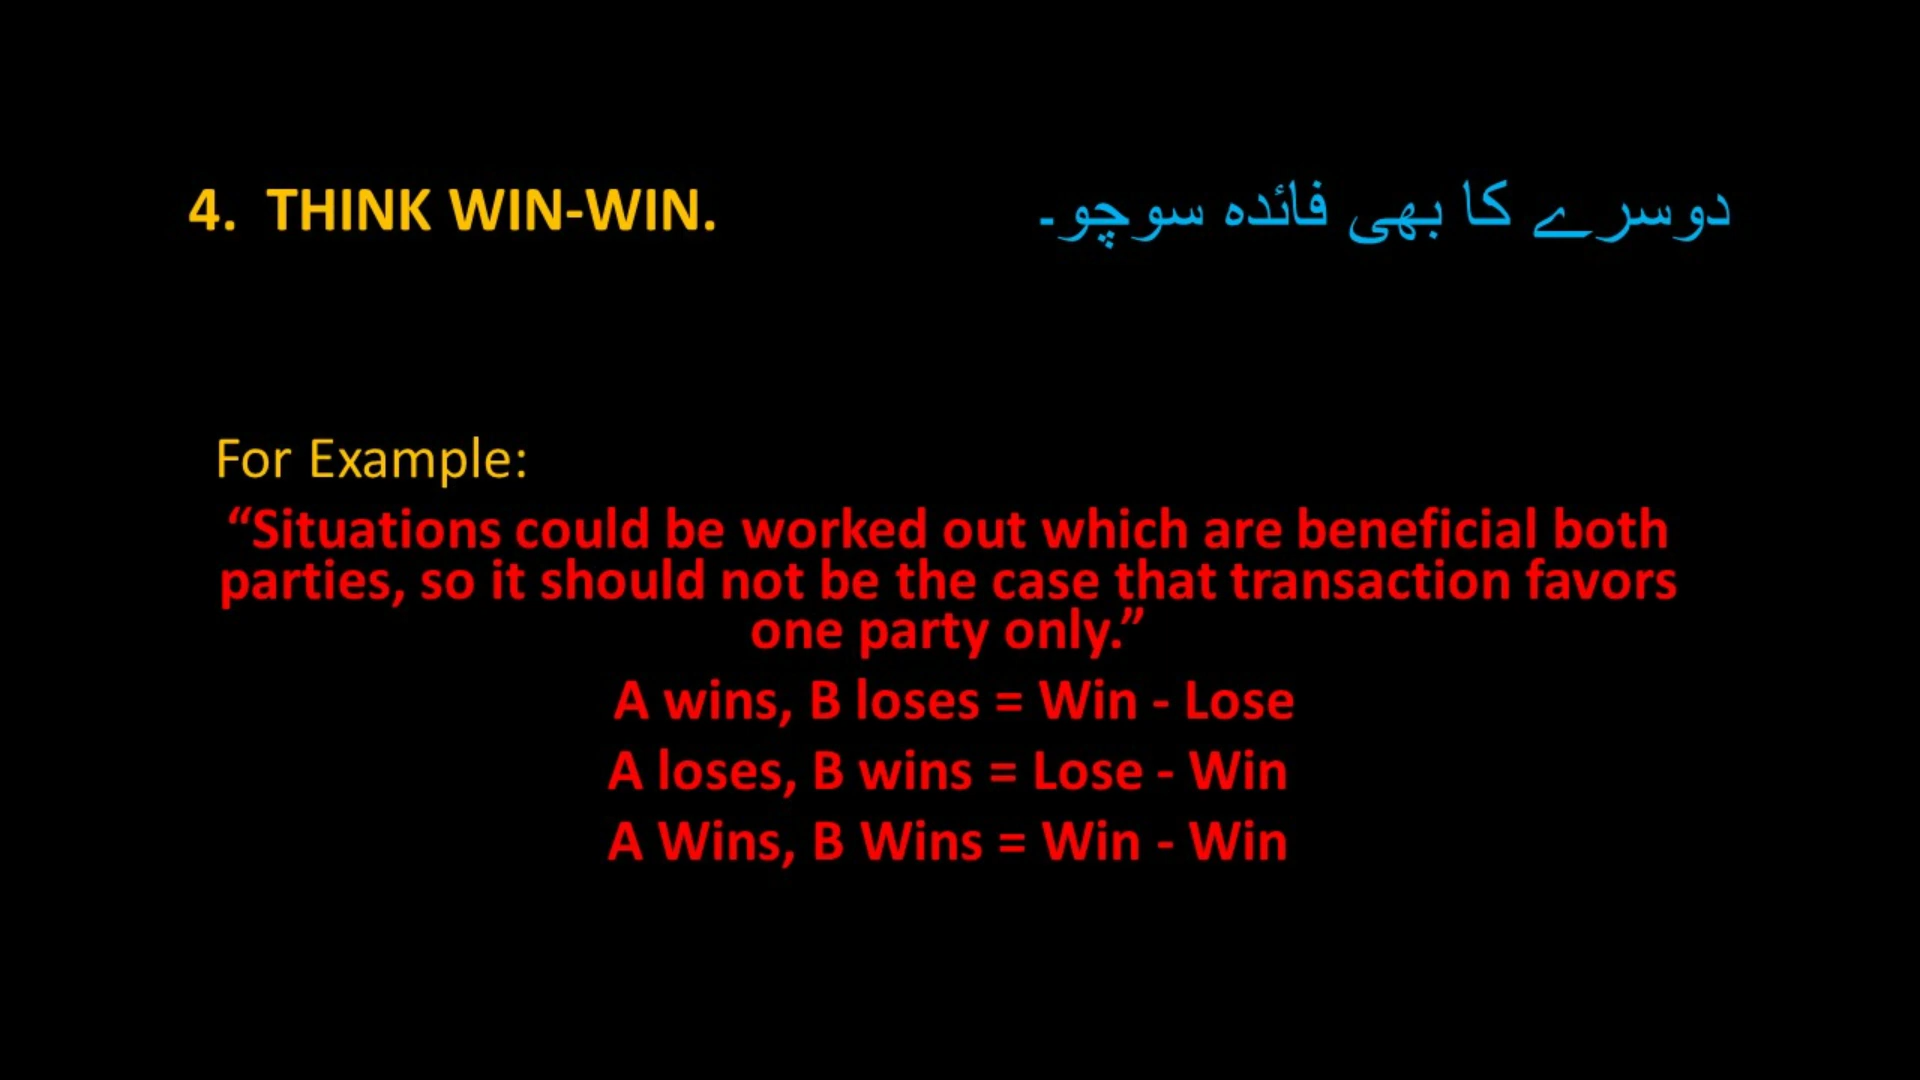 4. THINK WIN-WIN.
دوسرے کا بھی فائدہ سوچو۔
For Example:
“Situations could be worked out which are beneficial both
parties, so it should not be the case that transaction favors
one party only.”
A wins, B loses = Win - Lose
A loses, B wins = Lose - Win
A Wins, B Wins = Win - Win